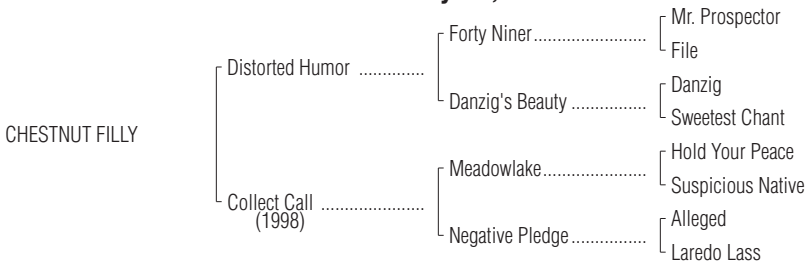 Mr. Prospector
Forty Niner
File
Distorted Humor
Danzig
Danzig's Beauty
Sweetest Chant
CHESTNUT FILLY
Hold Your Peace
Meadowlake
Suspicious Native
Collect Call
(1998)
Alleged
Negative Pledge
Laredo Lass